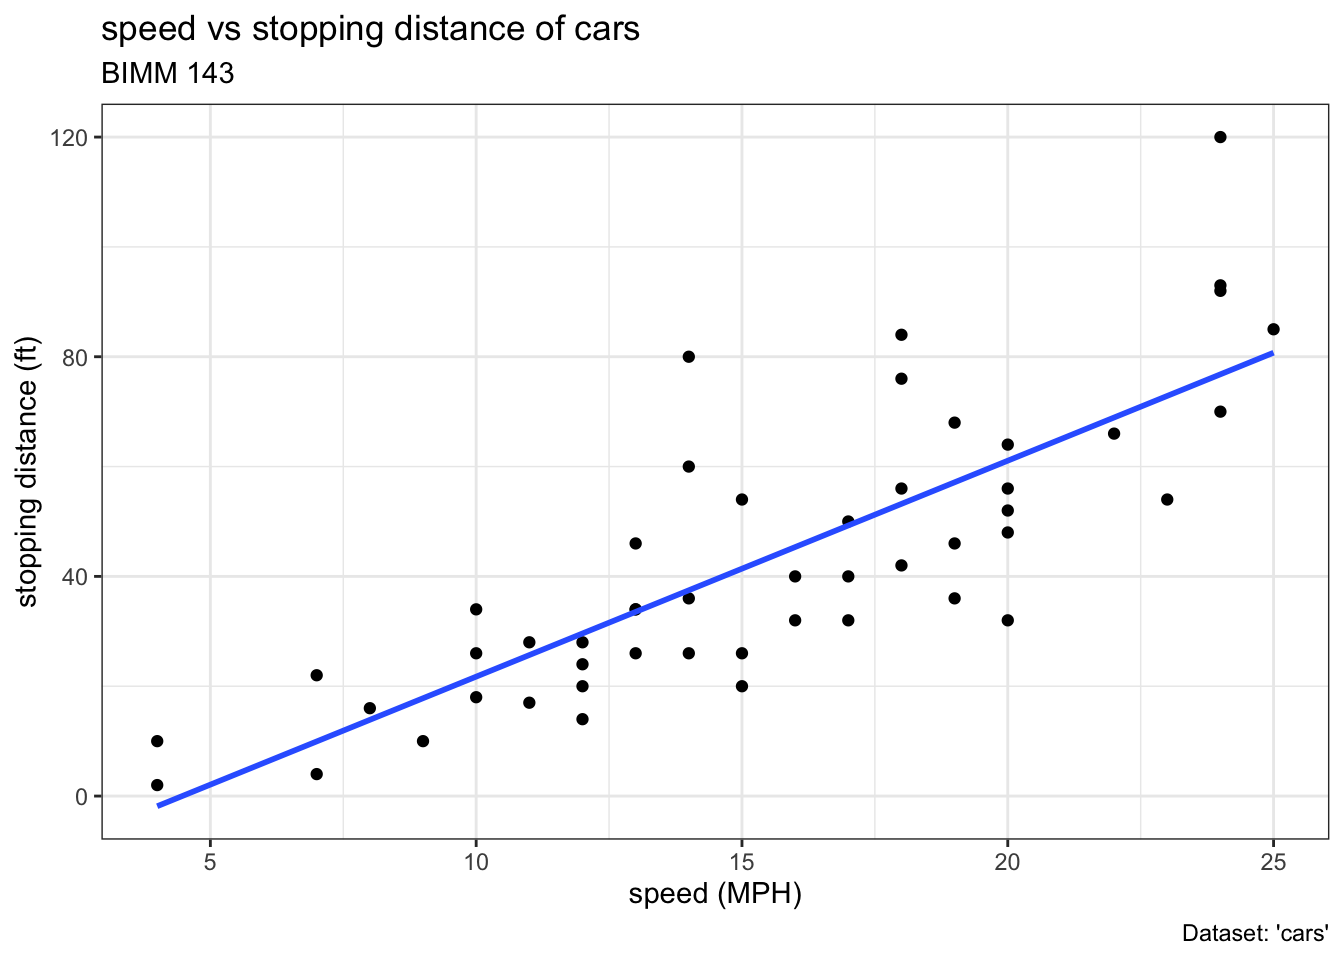 speed vs stopping distance of cars
BIMM 143
stopping distance (ft)
120
80
40
0
5 10 15 20 25
speed (MPH)
Dataset: 'cars'